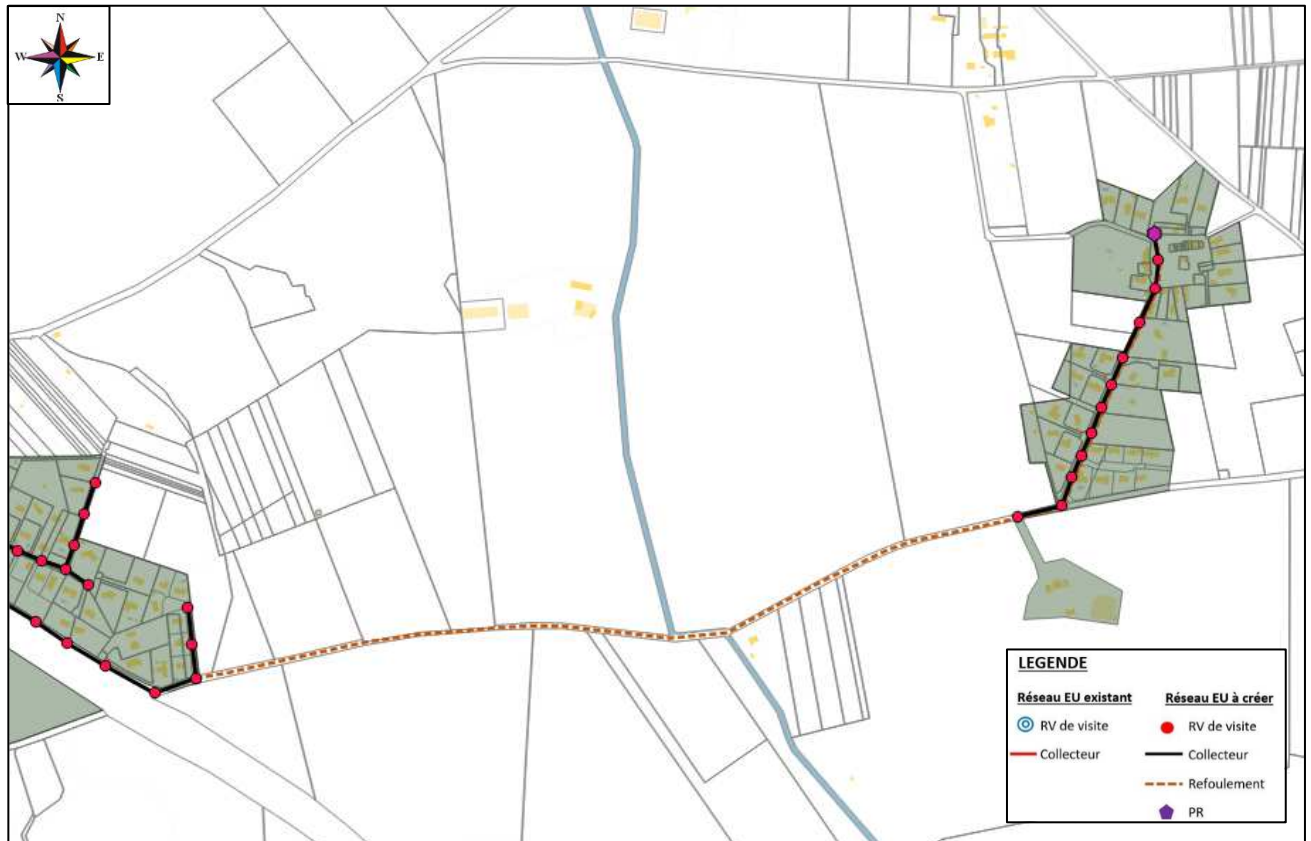 N
W E
S
LEGENDE
Réseau EU existant Réseau EU à créer
RV de visite RV de visite
Collecteur Collecteur
Refoulement
PR